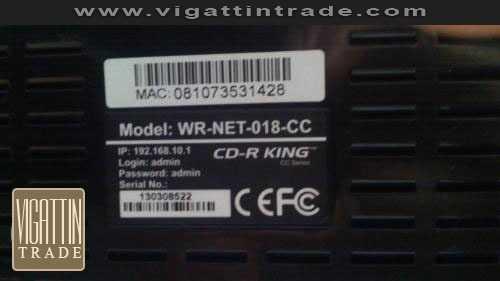 www.vigattintrade.com
MAC: 081073531428
Model: WR-NET-018-CC
IP: 192.168.10.1
CD-R KING™
CC Series
Login: admin
Password: admin
Serial No.:
130308522
CE FC
VIGATTIN
TRADE